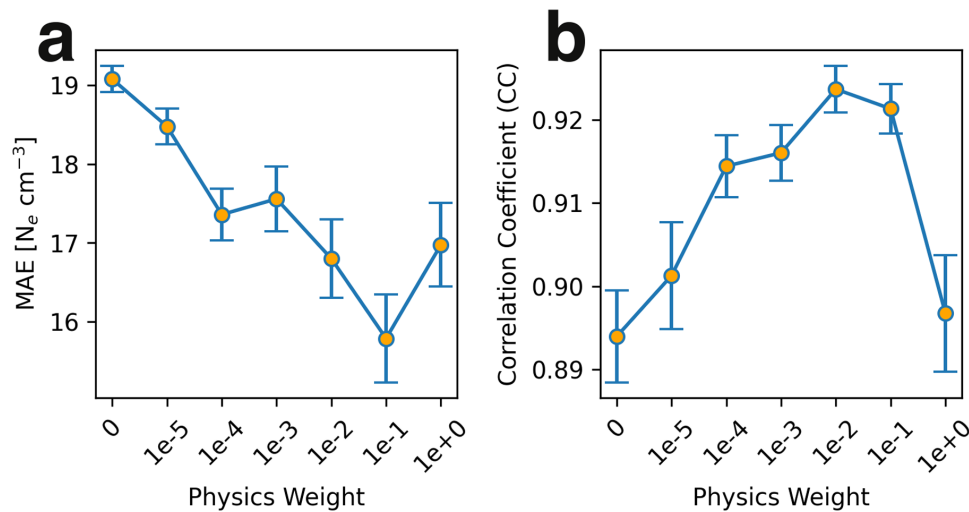 a
MAE [Nₑ cm⁻³]
19
18
17
16
0
1e-5
1e-4
1e-3
1e-2
1e-1
1e+0
Physics Weight
b
Correlation Coefficient (CC)
0.92
0.91
0.90
0.89
0
1e-5
1e-4
1e-3
1e-2
1e-1
1e+0
Physics Weight